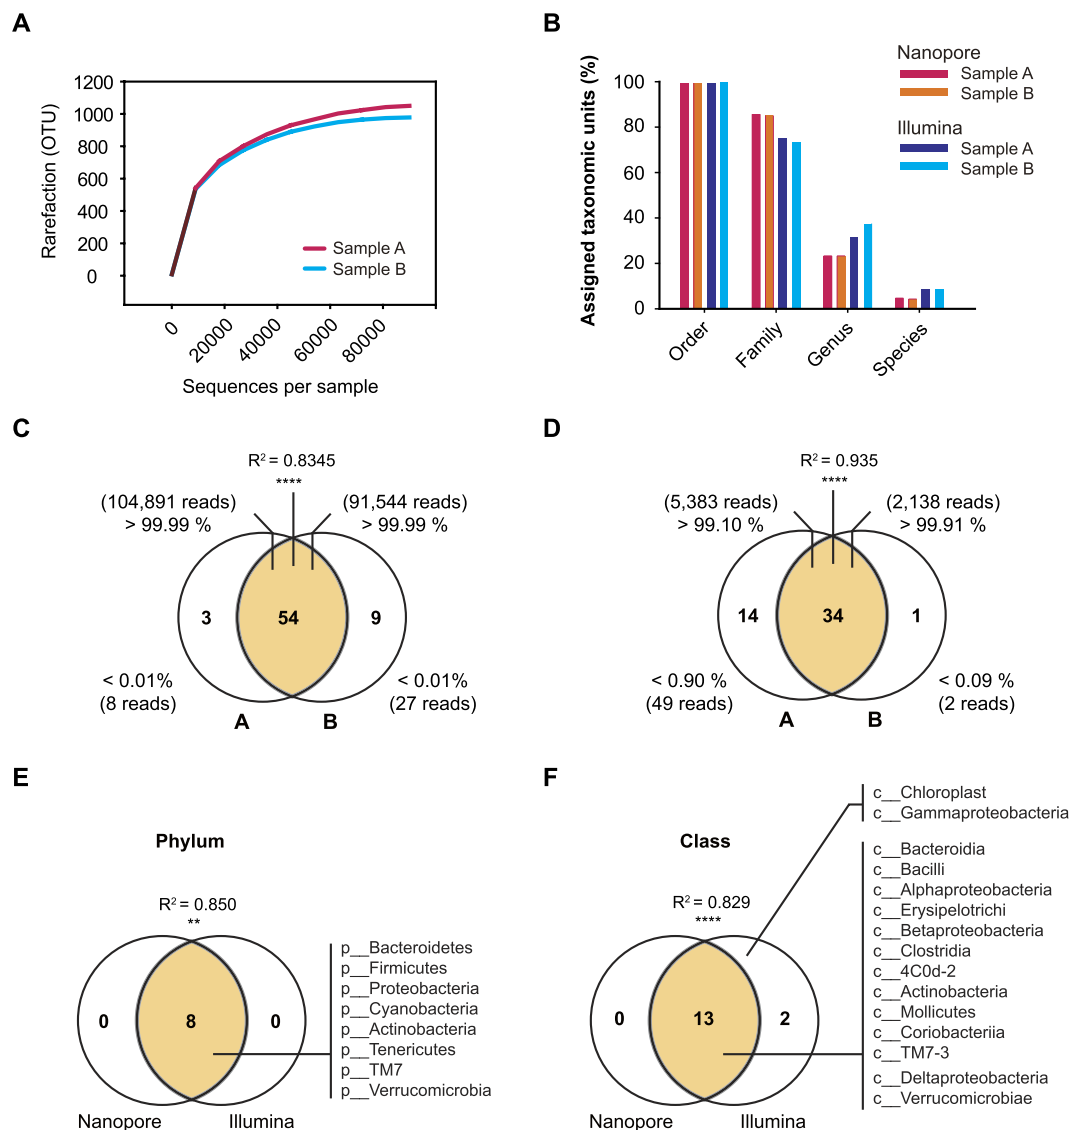 A
Rarefaction (OTU)
1200
1000
800
600
400
200
0
Sample A
Sample B
0
20000
40000
60000
80000
Sequences per sample
B
Assigned taxonomic units (%)
100
80
60
40
20
0
Order
Family
Genus
Species
Nanopore
Sample A
Sample B
Illumina
Sample A
Sample B
C
R² = 0.8345
****
(104,891 reads)
> 99.99 %
(91,544 reads)
> 99.99 %
3
54
9
< 0.01%
(8 reads)
< 0.01%
(27 reads)
A
B
D
R² = 0.935
****
(5,383 reads)
> 99.10 %
(2,138 reads)
> 99.91 %
14
34
1
< 0.90 %
(49 reads)
< 0.09 %
(2 reads)
A
B
E
Phylum
R² = 0.850
**
0
8
0
p__Bacteroidetes
p__Firmicutes
p__Proteobacteria
p__Cyanobacteria
p__Actinobacteria
p__Tenericutes
p__TM7
p__Verrucomicrobia
Nanopore
Illumina
F
Class
R² = 0.829
****
0
13
2
c__Chloroplast
c__Gammaproteobacteria
c__Bacteroidia
c__Bacilli
c__Alphaproteobacteria
c__Erysipelotrichi
c__Betaproteobacteria
c__Clostridia
c__4C0d-2
c__Actinobacteria
c__Mollicutes
c__Coriobacteriia
c__TM7-3
c__Deltaproteobacteria
c__Verrucomicrobiae
Nanopore
Illumina